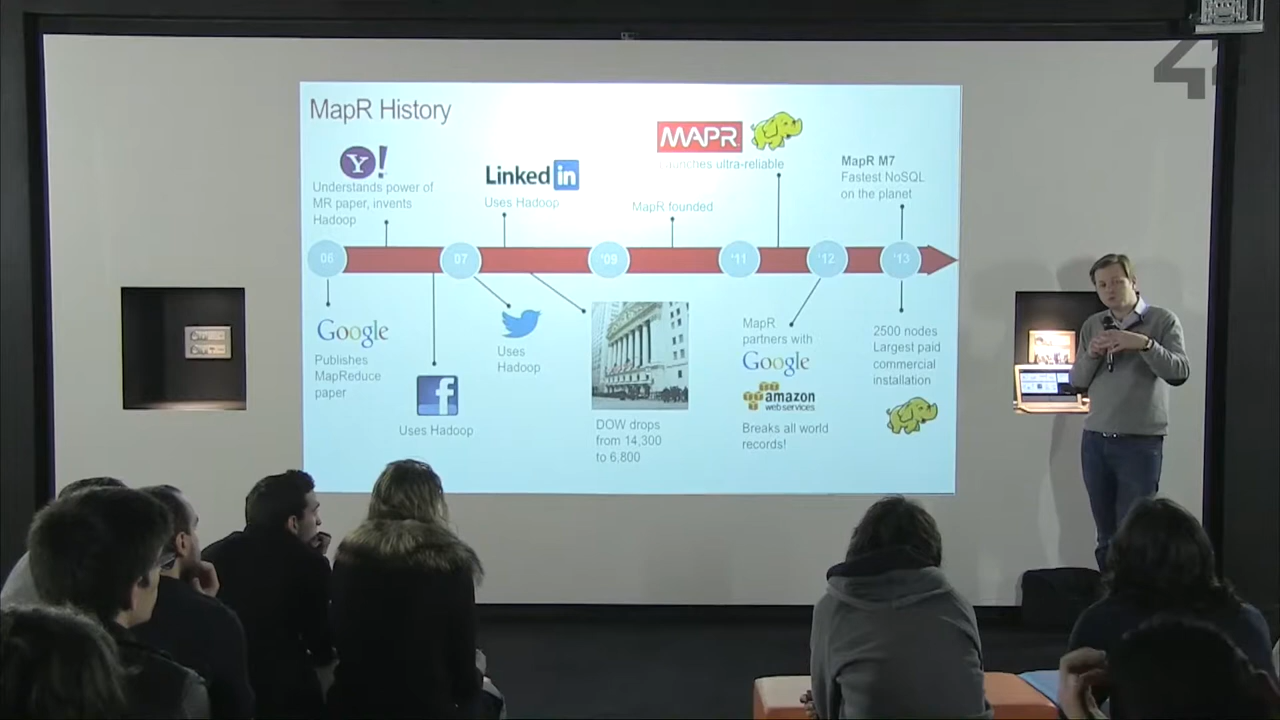 MapR History
Y!
Understands power of
MR paper, invents
Hadoop
Linked in
Uses Hadoop
MAPR
Launches ultra-reliable
MapR founded
MapR M7
Fastest NoSQL
on the planet
06
07
'09
'11
'12
'13
Google
Publishes
MapReduce
paper
f
Uses Hadoop
Uses
Hadoop
DOW drops
from 14,300
to 6,800
MapR
partners with
Google
amazon
webservices
Breaks all world
records!
2500 nodes
Largest paid
commercial
installation